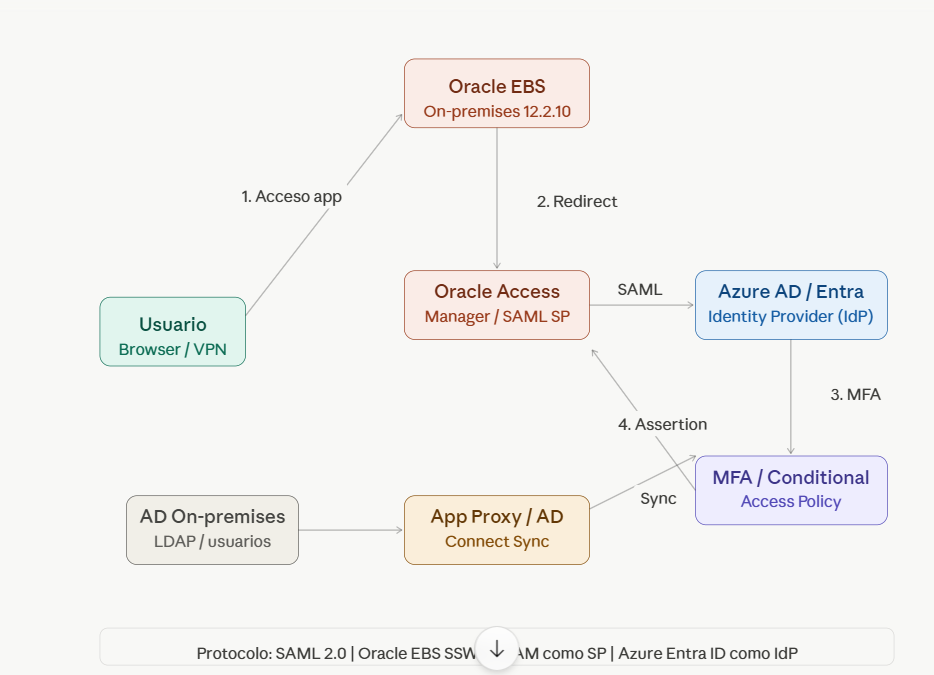 Oracle EBS
On-premises 12.2.10
1. Acceso app
2. Redirect
Usuario
Browser / VPN
Oracle Access
Manager / SAML SP
SAML
Azure AD / Entra
Identity Provider (IdP)
3. MFA
4. Assertion
MFA / Conditional
Access Policy
Sync
AD On-premises
LDAP / usuarios
App Proxy / AD
Connect Sync
Protocolo: SAML 2.0 | Oracle EBS como SP | Azure Entra ID como IdP